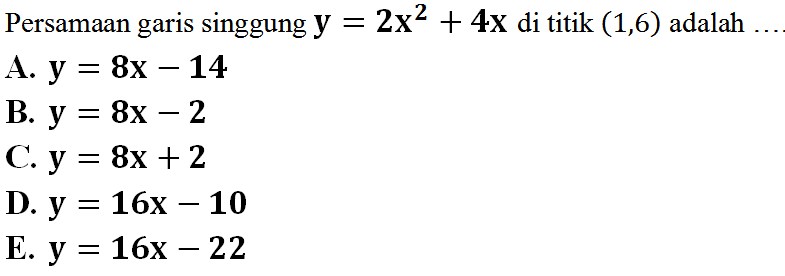 Persamaan garis singgung y = 2x² + 4x di titik (1,6) adalah ….
A. y = 8x − 14
B. y = 8x − 2
C. y = 8x + 2
D. y = 16x − 10
E. y = 16x − 22